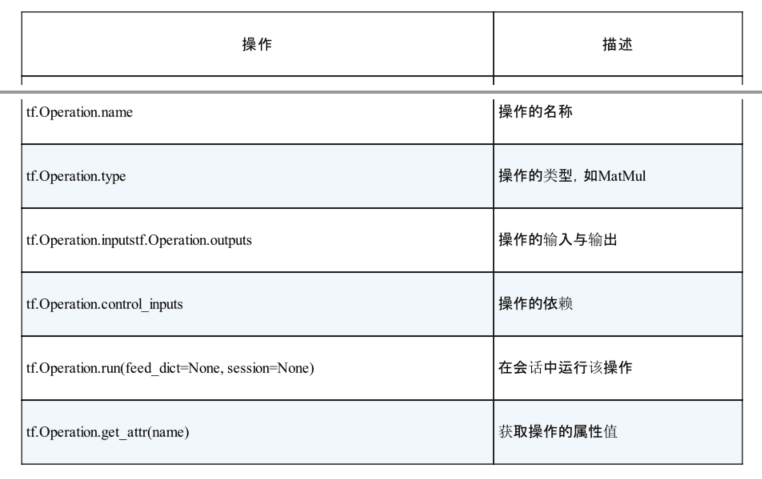 操作 描述
tf.Operation.name 操作的名称
tf.Operation.type 操作的类型，如MatMul
tf.Operation.inputstf.Operation.outputs 操作的输入与输出
tf.Operation.control_inputs 操作的依赖
tf.Operation.run(feed_dict=None, session=None) 在会话中运行该操作
tf.Operation.get_attr(name) 获取操作的属性值